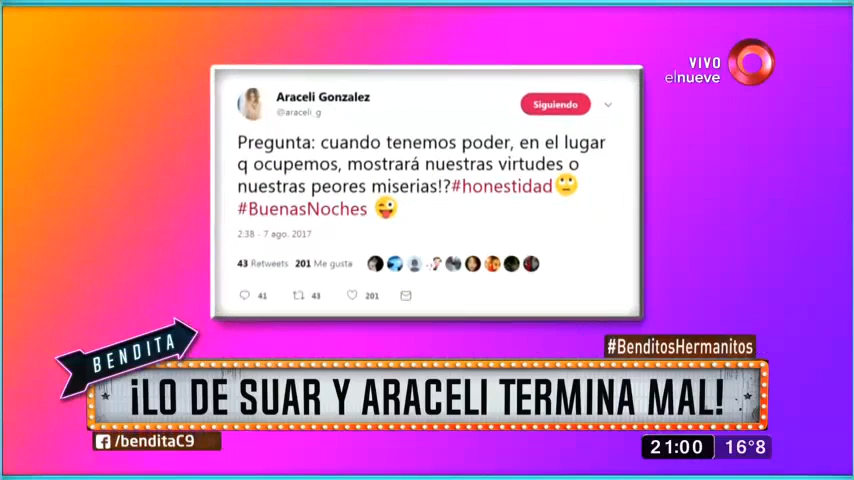 VIVO
elnueve
Araceli Gonzalez
@araceli_g
Siguiendo
Pregunta: cuando tenemos poder, en el lugar
q ocupemos, mostrará nuestras virtudes o
nuestras peores miserias!?#honestidad🙄
#BuenasNoches 😜
2:38 - 7 ago. 2017
43 Retweets 201 Me gusta
41 43 201
#BenditosHermanitos
BENDITA
¡LO DE SUAR Y ARACELI TERMINA MAL!
/benditaC9
21:00 16°8